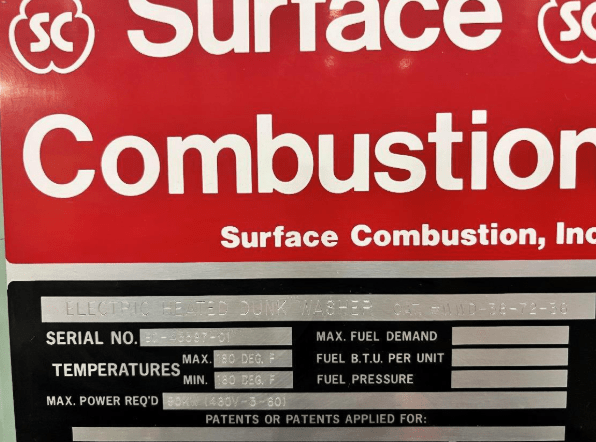 SC Surface SC
Combustion
Surface Combustion, Inc
ELECTRIC HEATED DUNK WASHER
SERIAL NO.
MAX. FUEL DEMAND
TEMPERATURES MAX. 180 DEG. F
FUEL B.T.U. PER UNIT
MIN. 160 DEG. F
FUEL PRESSURE
MAX. POWER REQ'D (480V-3-60)
PATENTS OR PATENTS APPLIED FOR: